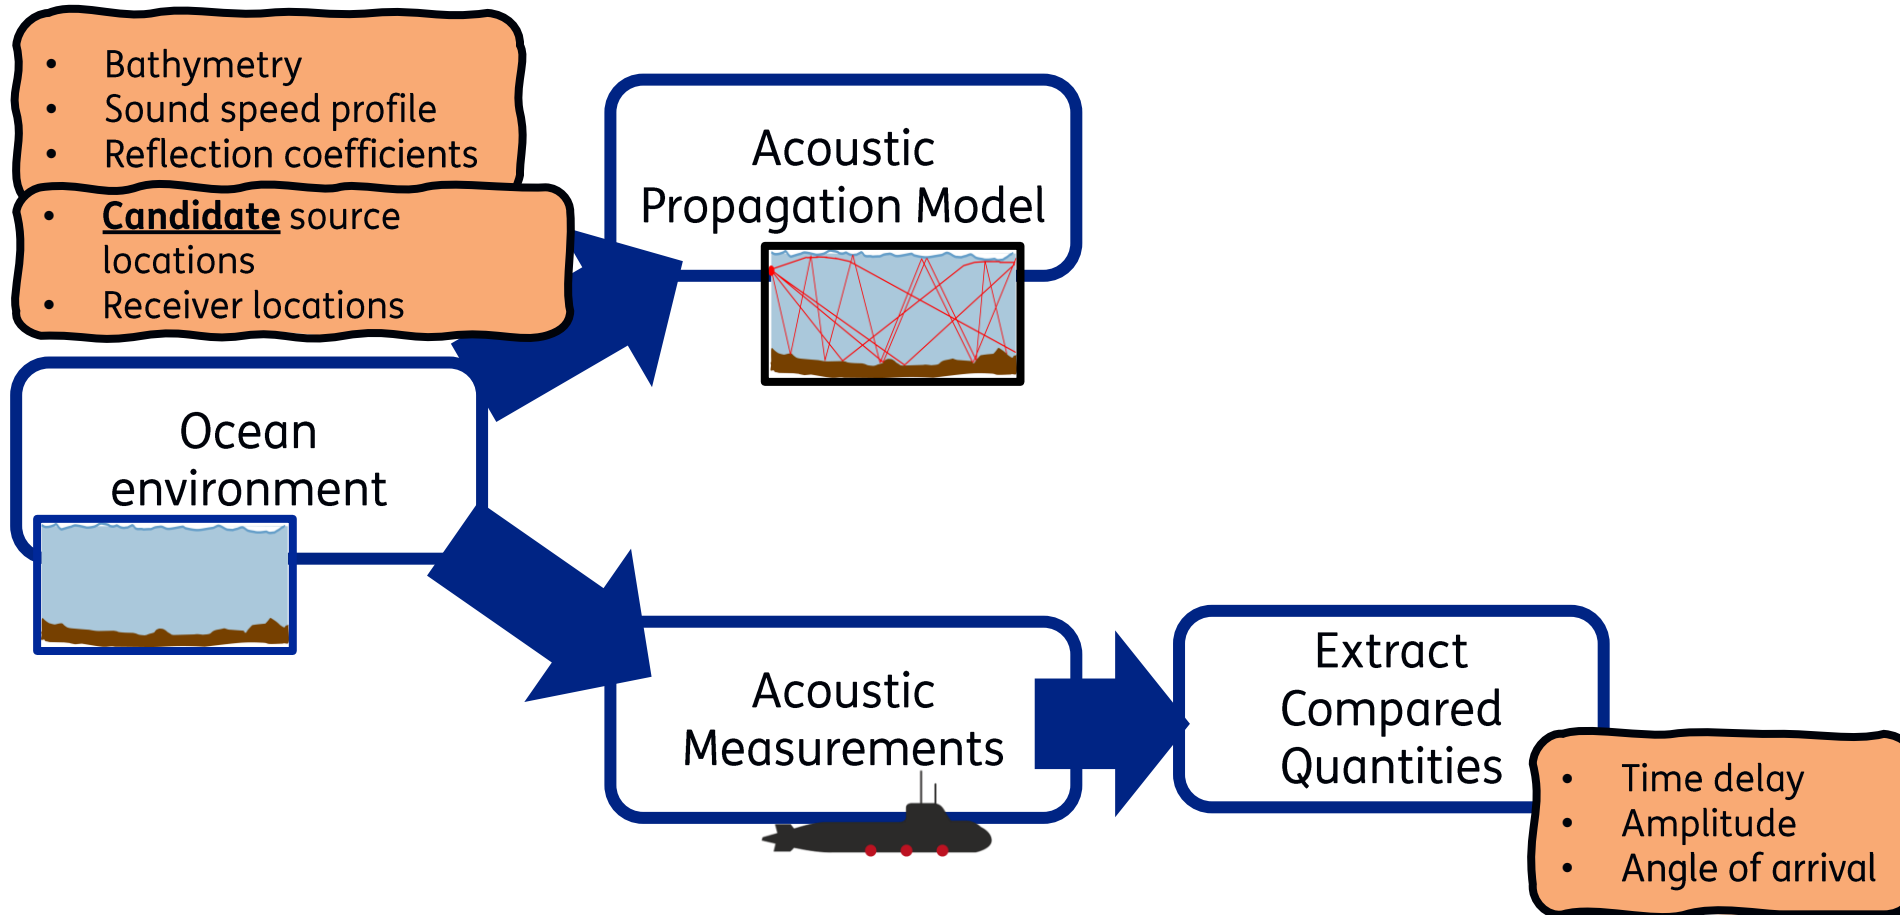 • Bathymetry
• Sound speed profile
• Reflection coefficients
• Candidate source
locations
• Receiver locations
Acoustic
Propagation Model
Ocean
environment
Acoustic
Measurements
Extract
Compared
Quantities
• Time delay
• Amplitude
• Angle of arrival